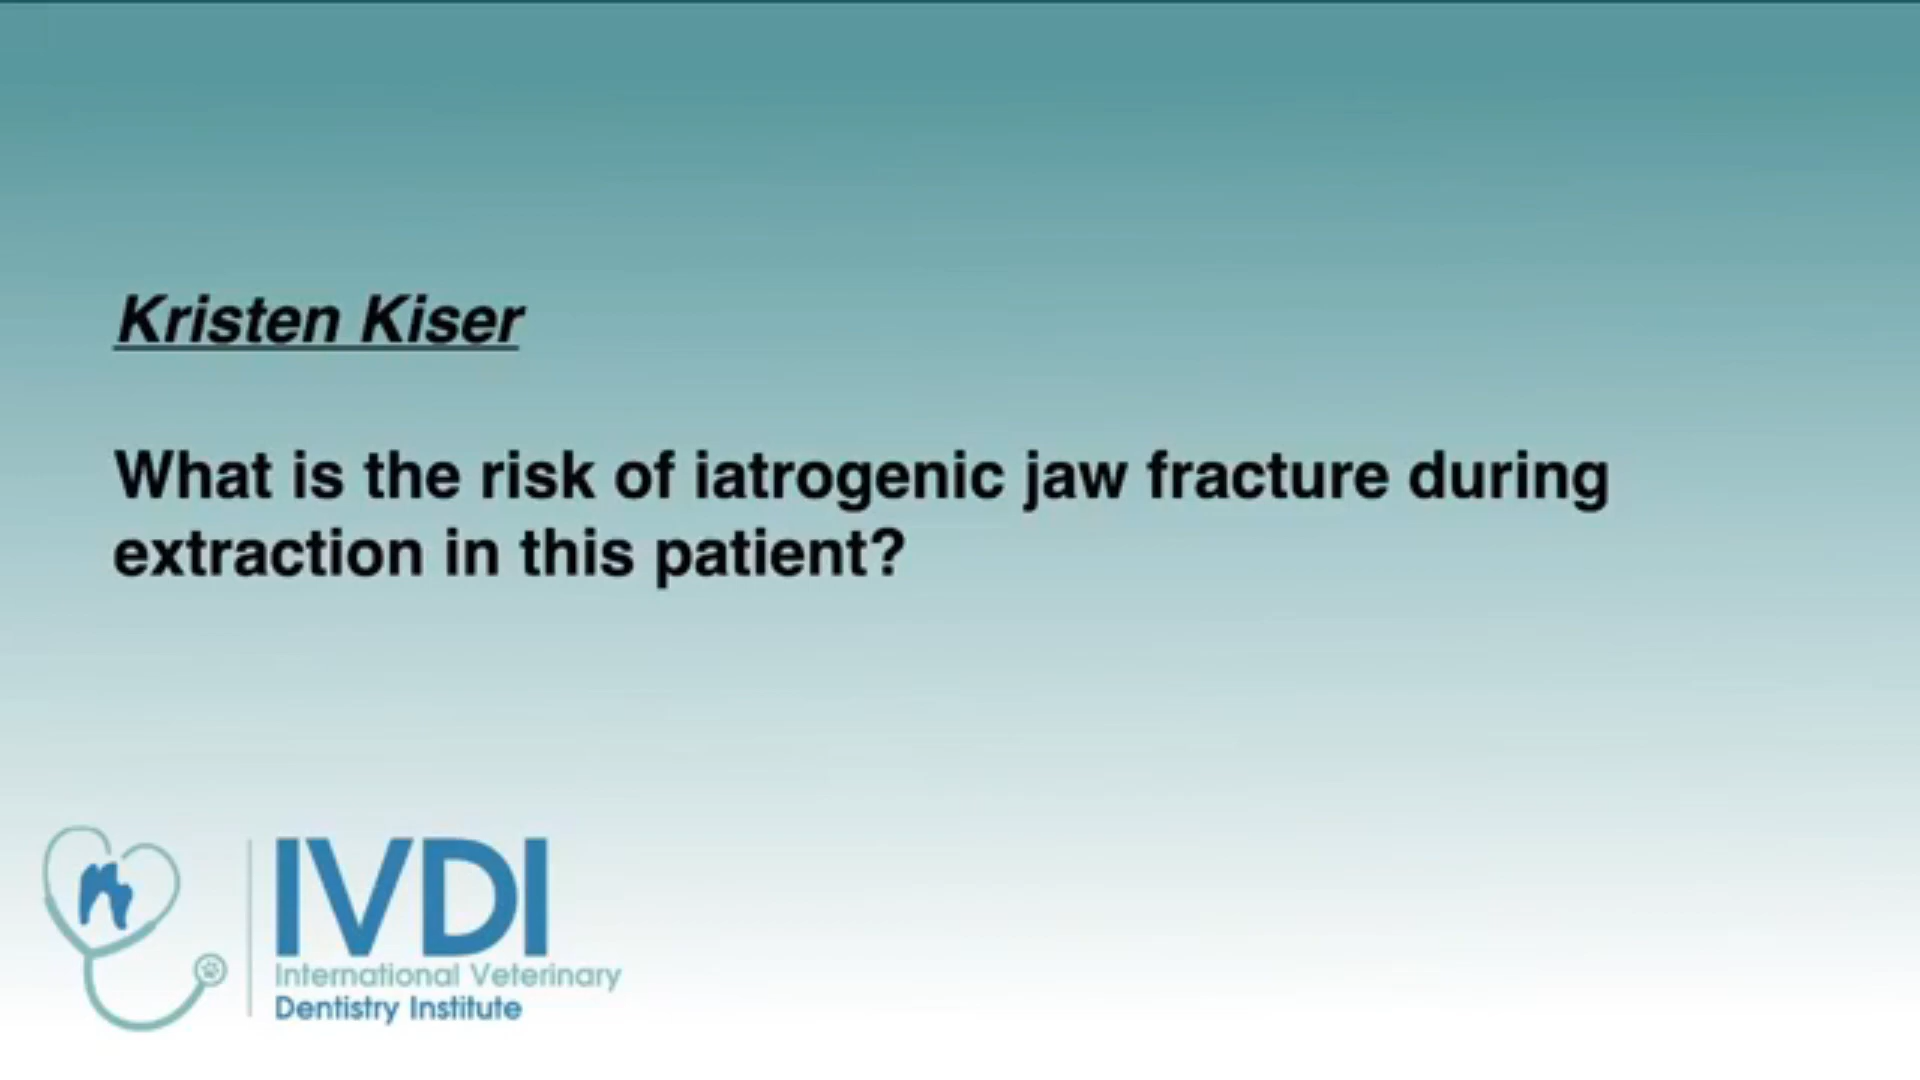 Kristen Kiser
What is the risk of iatrogenic jaw fracture during
extraction in this patient?
IVDI
International Veterinary
Dentistry Institute